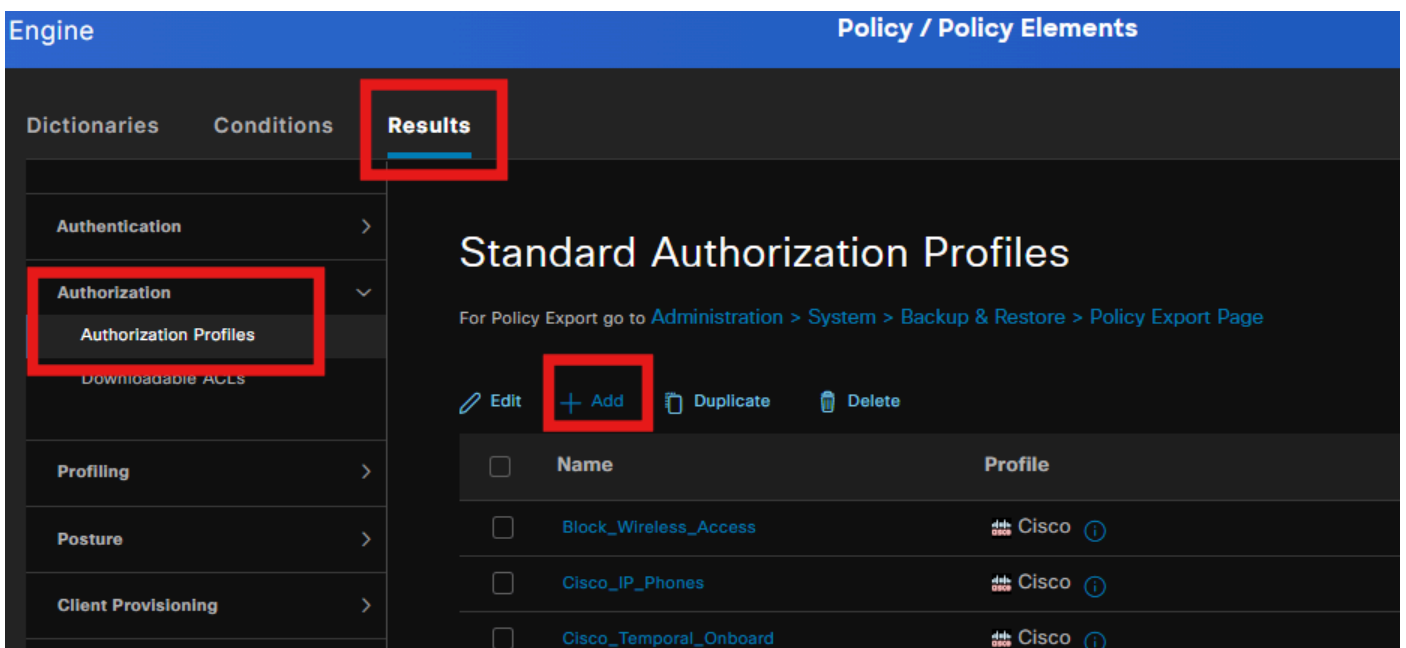 Engine
Policy / Policy Elements
Dictionaries Conditions Results
Authentication
Authorization
Authorization Profiles
Downloadable ACLs
Profiling
Posture
Client Provisioning
Standard Authorization Profiles
For Policy Export go to Administration > System > Backup & Restore > Policy Export Page
Edit + Add Duplicate Delete
Name Profile
Block_Wireless_Access Cisco
Cisco_IP_Phones Cisco
Cisco_Temporal_Onboard Cisco